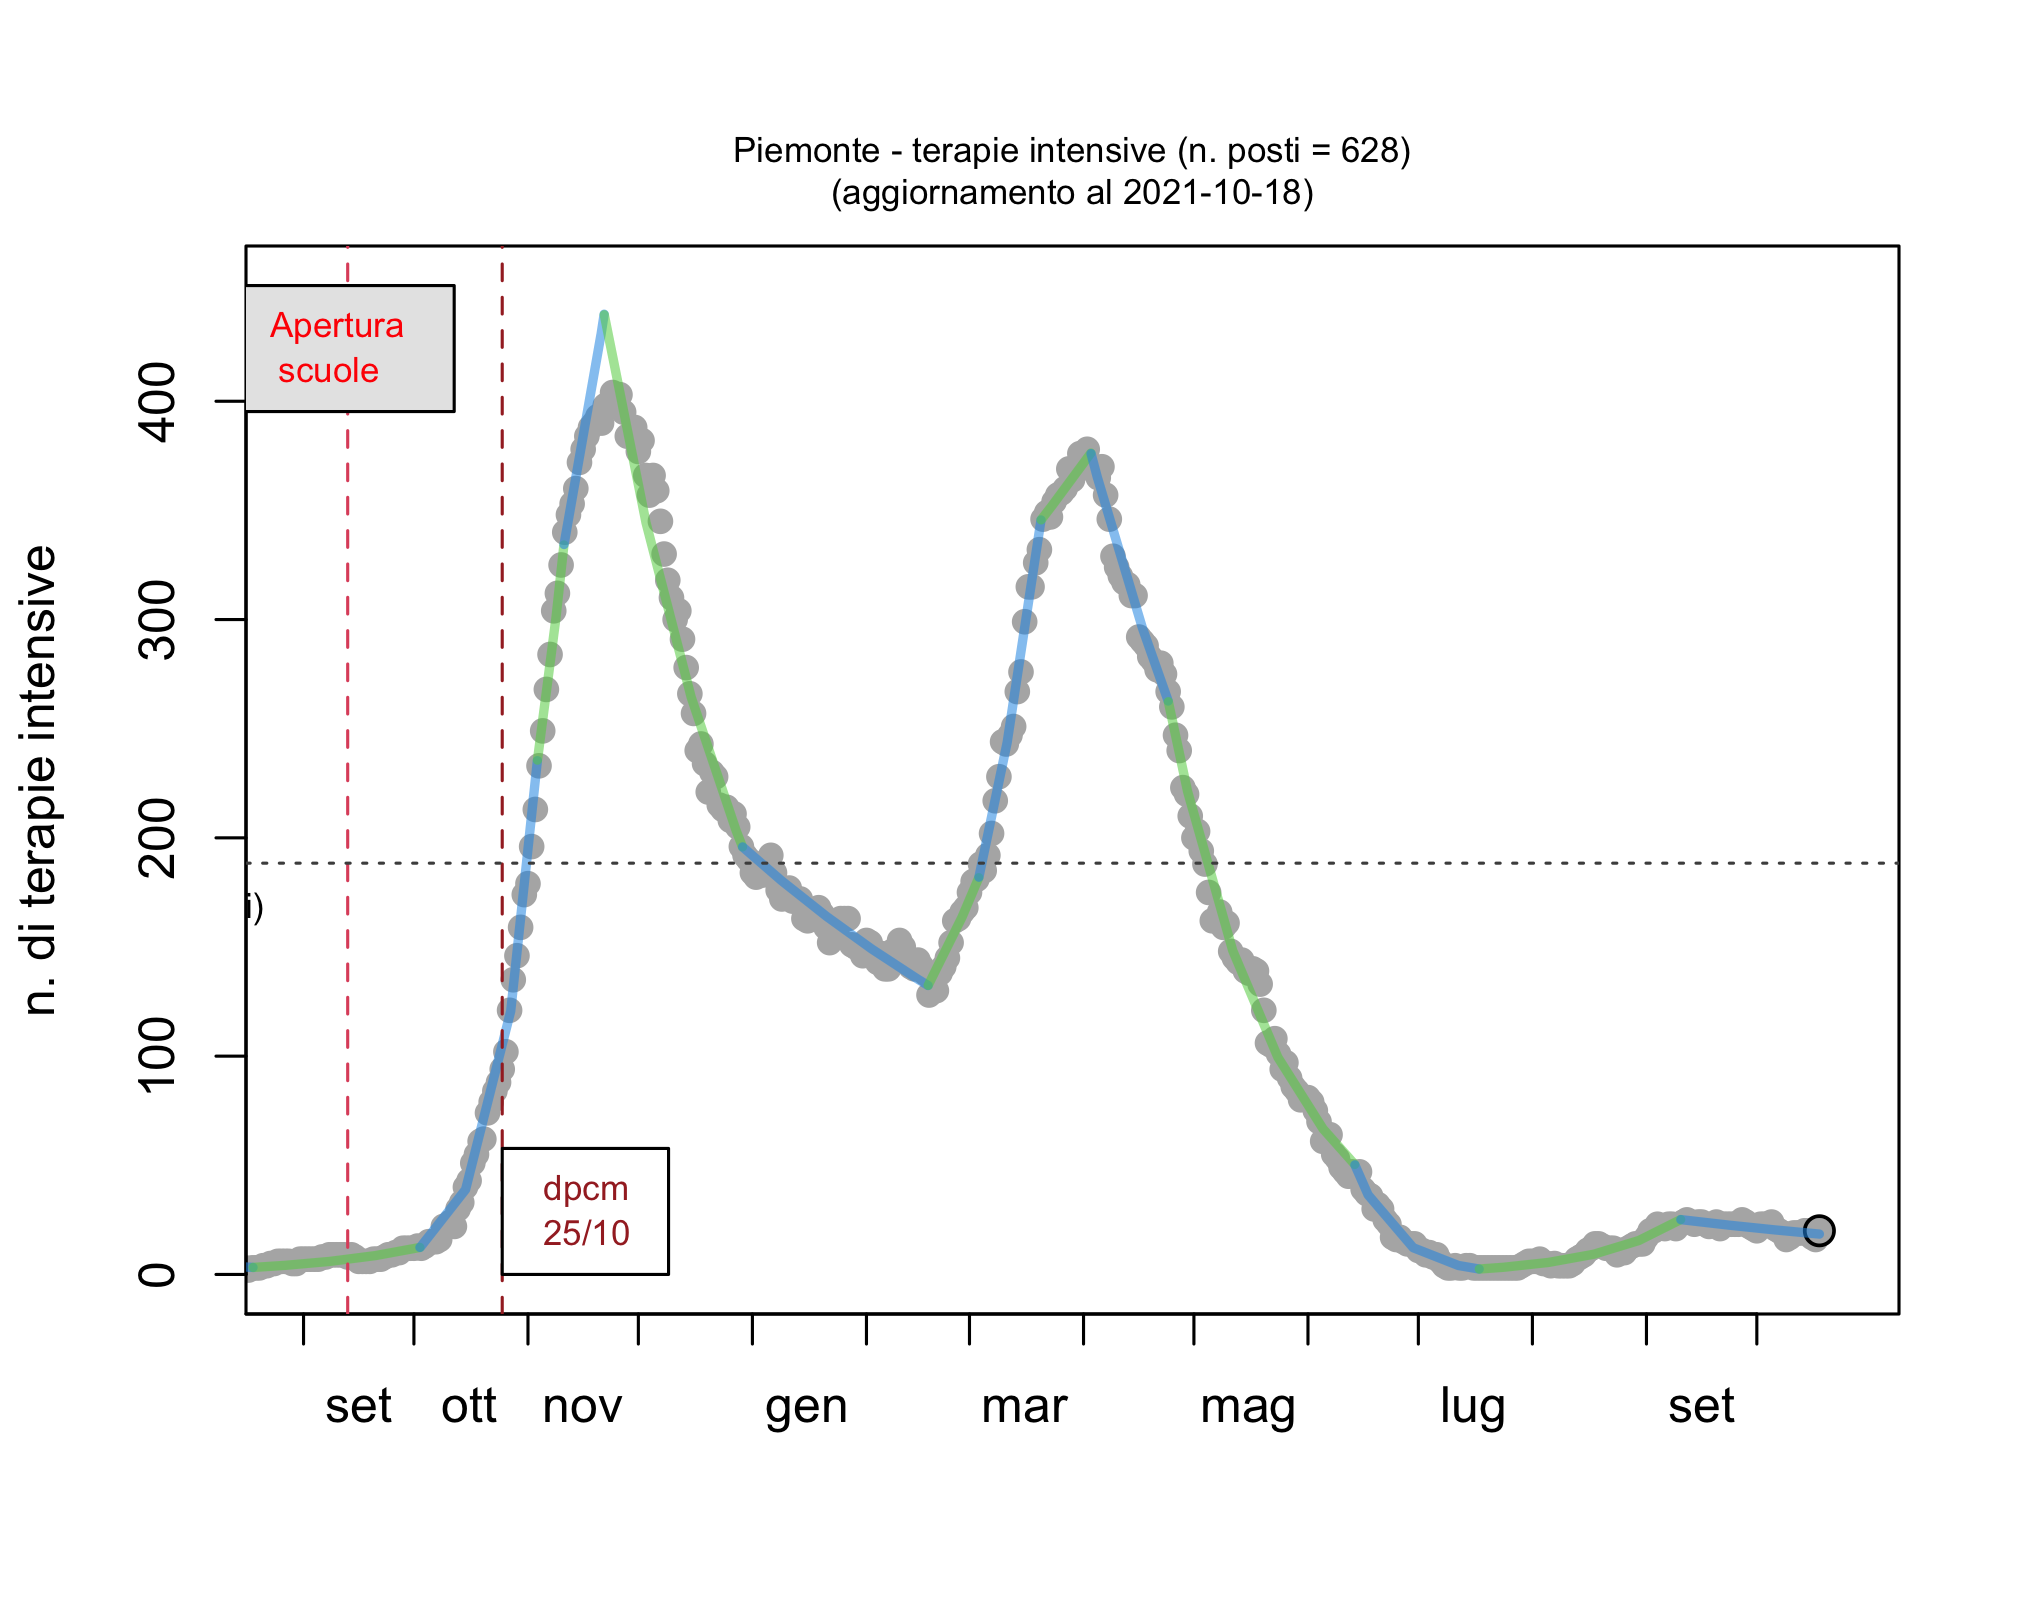 Piemonte - terapie intensive (n. posti = 628)
(aggiornamento al 2021-10-18)
n. di terapie intensive
400
300
200
100
0
Apertura
scuole
i)
dpcm
25/10
set ott nov gen mar mag lug set